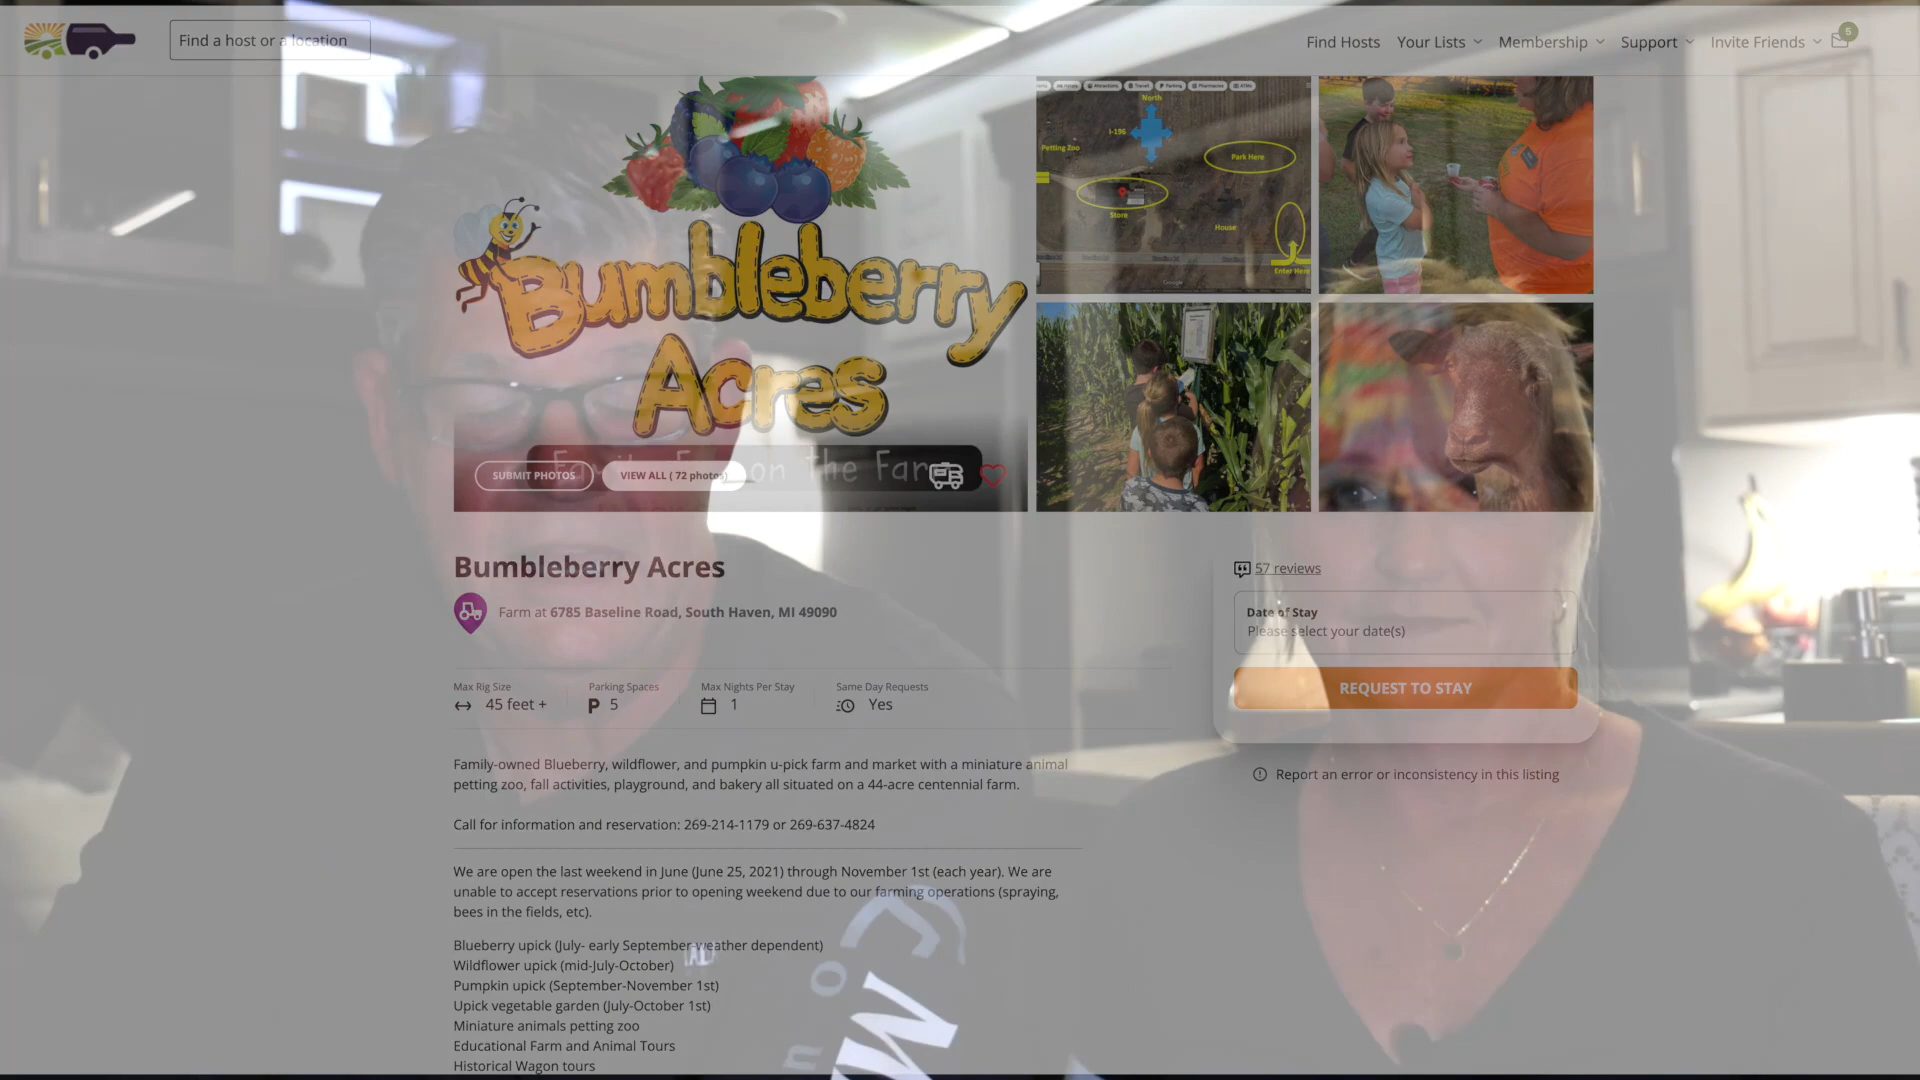 Find a host or a location
Find Hosts
Your Lists
Membership
Support
Invite Friends
5
North
I-196
Petting Zoo
Park Here
Store
House
Enter Here
Google
Bumbleberry
Acres
Family Fun on the Farm
SUBMIT PHOTOS
VIEW ALL ( 72 photos)
Bumbleberry Acres
Farm at 6785 Baseline Road, South Haven, MI 49090
57 reviews
Date of Stay
Please select your date(s)
REQUEST TO STAY
Report an error or inconsistency in this listing
Max Rig Size
45 feet +
Parking Spaces
P 5
Max Nights Per Stay
1
Same Day Requests
Yes
Family-owned Blueberry, wildflower, and pumpkin u-pick farm and market with a miniature animal
petting zoo, fall activities, playground, and bakery all situated on a 44-acre centennial farm.
Call for information and reservation: 269-214-1179 or 269-637-4824
We are open the last weekend in June (June 25, 2021) through November 1st (each year). We are
unable to accept reservations prior to opening weekend due to our farming operations (spraying,
bees in the fields, etc).
Blueberry upick (July- early September weather dependent)
Wildflower upick (mid-July-October)
Pumpkin upick (September-November 1st)
Upick vegetable garden (July-October 1st)
Miniature animals petting zoo
Educational Farm and Animal Tours
Historical Wagon tours